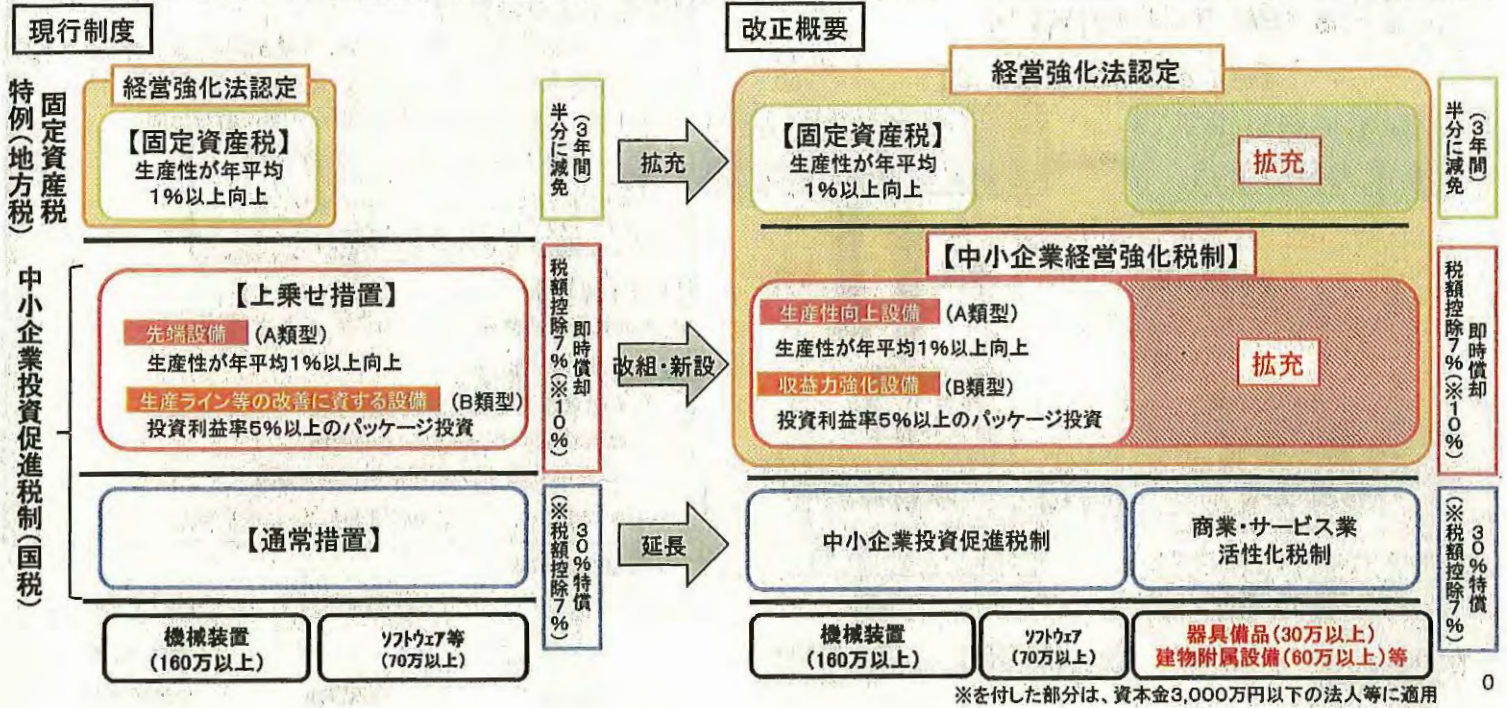 現行制度
固定資産税
特例(地方税)
経営強化法認定
【固定資産税】
生産性が年平均
1%以上向上
(3年間)
半分に減免
中小企業投資促進税制(国税)
【上乗せ措置】
先端設備 (A類型)
生産性が年平均1%以上向上
生産ライン等の改善に資する設備 (B類型)
投資利益率5%以上のパッケージ投資
即時償却
税額控除7%(※10%)
【通常措置】
30%特償
(※税額控除7%)
機械装置
(160万以上)
ソフトウェア等
(70万以上)
拡充
改組・新設
延長
改正概要
経営強化法認定
【固定資産税】
生産性が年平均
1%以上向上
拡充
(3年間)
半分に減免
【中小企業経営強化税制】
生産性向上設備 (A類型)
生産性が年平均1%以上向上
収益力強化設備 (B類型)
投資利益率5%以上のパッケージ投資
拡充
即時償却
税額控除7%(※10%)
中小企業投資促進税制
商業・サービス業
活性化税制
30%特償
(※税額控除7%)
機械装置
(160万以上)
ソフトウェア
(70万以上)
器具備品(30万以上)
建物附属設備(60万以上)等
※を付した部分は、資本金3,000万円以下の法人等に適用
0